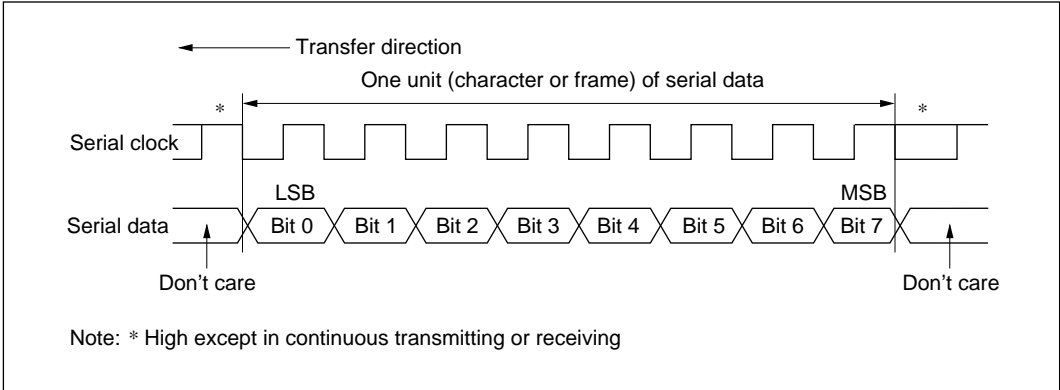 Transfer direction
One unit (character or frame) of serial data
* *
Serial clock
LSB MSB
Serial data Bit 0 Bit 1 Bit 2 Bit 3 Bit 4 Bit 5 Bit 6 Bit 7
Don't care Don't care
Note: * High except in continuous transmitting or receiving